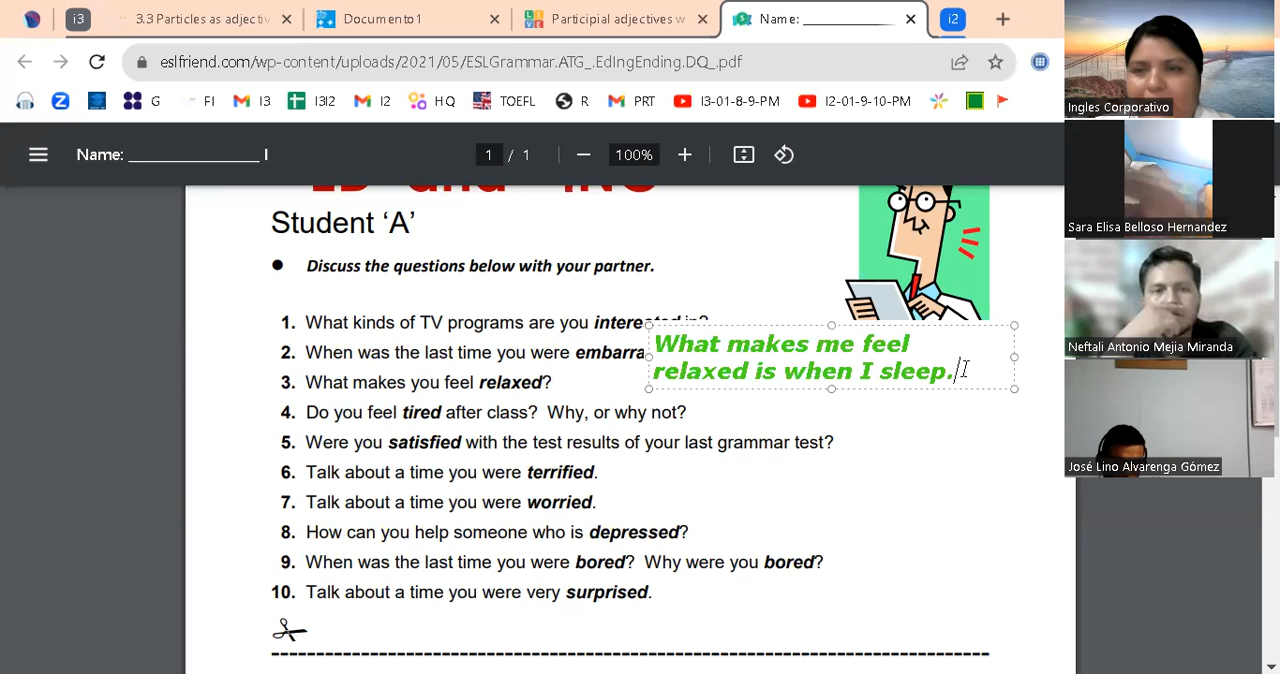 i3
3.3 Particles as adjecti
Documento1
Participial adjectives w
Name: ______________
i2
eslfriend.com/wp-content/uploads/2021/05/ESLGrammar.ATG_.EdIngEnding.DQ_.pdf
G
FI
I3
I3I2
I2
HQ
TOEFL
R
PRT
I3-01-8-9-PM
I2-01-9-10-PM
Name: ______________ I
1 / 1
100%
Student ‘A’
Discuss the questions below with your partner.
1. What kinds of TV programs are you interested in?
2. When was the last time you were embarra
What makes me feel
relaxed is when I sleep.
3. What makes you feel relaxed?
4. Do you feel tired after class? Why, or why not?
5. Were you satisfied with the test results of your last grammar test?
6. Talk about a time you were terrified.
7. Talk about a time you were worried.
8. How can you help someone who is depressed?
9. When was the last time you were bored? Why were you bored?
10. Talk about a time you were very surprised.
Ingles Corporativo
Sara Elisa Belloso Hernandez
Neftali Antonio Mejia Miranda
José Lino Alvarenga Gómez